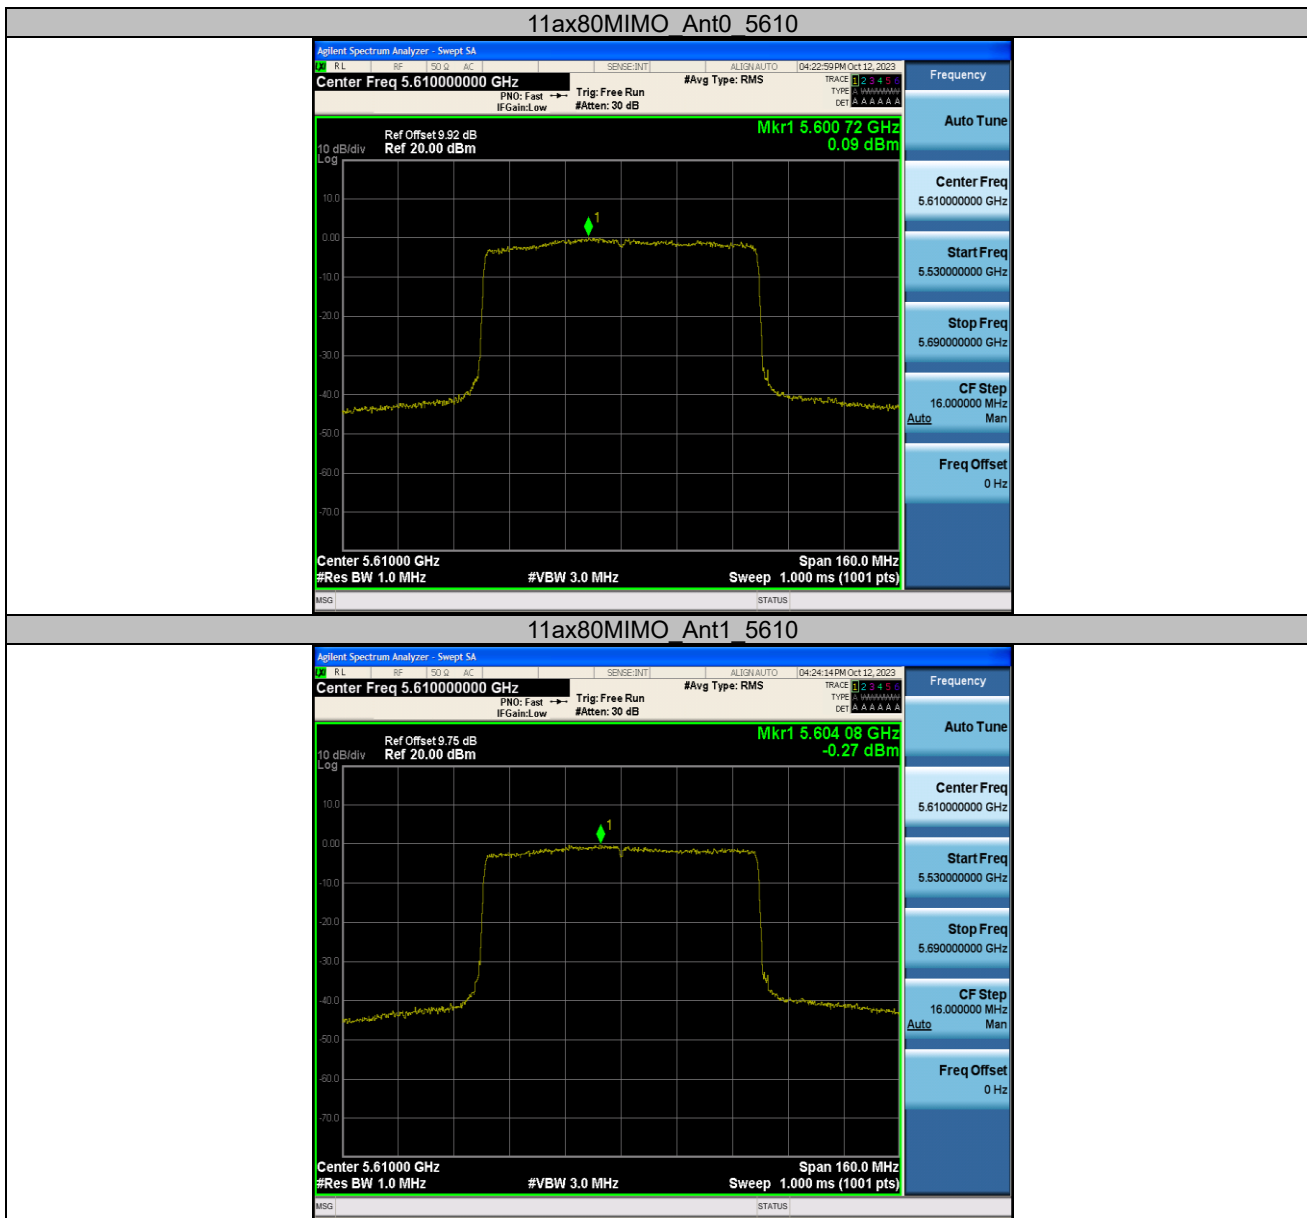 11ax80MIMO_Ant0_5610
Agilent Spectrum Analyzer - Swept SA
RL RF 50 Ω AC SENSE:INT ALIGN AUTO 04:22:59 PM Oct 12, 2023
Center Freq 5.610000000 GHz
PNO: Fast
IFGain:Low
Trig: Free Run
#Atten: 30 dB
#Avg Type: RMS
TRACE 1 2 3 4 5 6
TYPE A
DET A A A A A A
Frequency
Auto Tune
Center Freq
5.610000000 GHz
Start Freq
5.530000000 GHz
Stop Freq
5.690000000 GHz
CF Step
16.000000 MHz
Auto Man
Freq Offset
0 Hz
Ref Offset 9.92 dB
10 dB/div Ref 20.00 dBm
Log
Mkr1 5.600 72 GHz
0.09 dBm
1
10.0
0.00
-10.0
-20.0
-30.0
-40.0
-50.0
-60.0
-70.0
Center 5.61000 GHz Span 160.0 MHz
#Res BW 1.0 MHz #VBW 3.0 MHz Sweep 1.000 ms (1001 pts)
MSG STATUS
11ax80MIMO_Ant1_5610
Agilent Spectrum Analyzer - Swept SA
RL RF 50 Ω AC SENSE:INT ALIGN AUTO 04:24:14 PM Oct 12, 2023
Center Freq 5.610000000 GHz
PNO: Fast
IFGain:Low
Trig: Free Run
#Atten: 30 dB
#Avg Type: RMS
TRACE 1 2 3 4 5 6
TYPE A
DET A A A A A A
Frequency
Auto Tune
Center Freq
5.610000000 GHz
Start Freq
5.530000000 GHz
Stop Freq
5.690000000 GHz
CF Step
16.000000 MHz
Auto Man
Freq Offset
0 Hz
Ref Offset 9.75 dB
10 dB/div Ref 20.00 dBm
Log
Mkr1 5.604 08 GHz
-0.27 dBm
1
10.0
0.00
-10.0
-20.0
-30.0
-40.0
-50.0
-60.0
-70.0
Center 5.61000 GHz Span 160.0 MHz
#Res BW 1.0 MHz #VBW 3.0 MHz Sweep 1.000 ms (1001 pts)
MSG STATUS